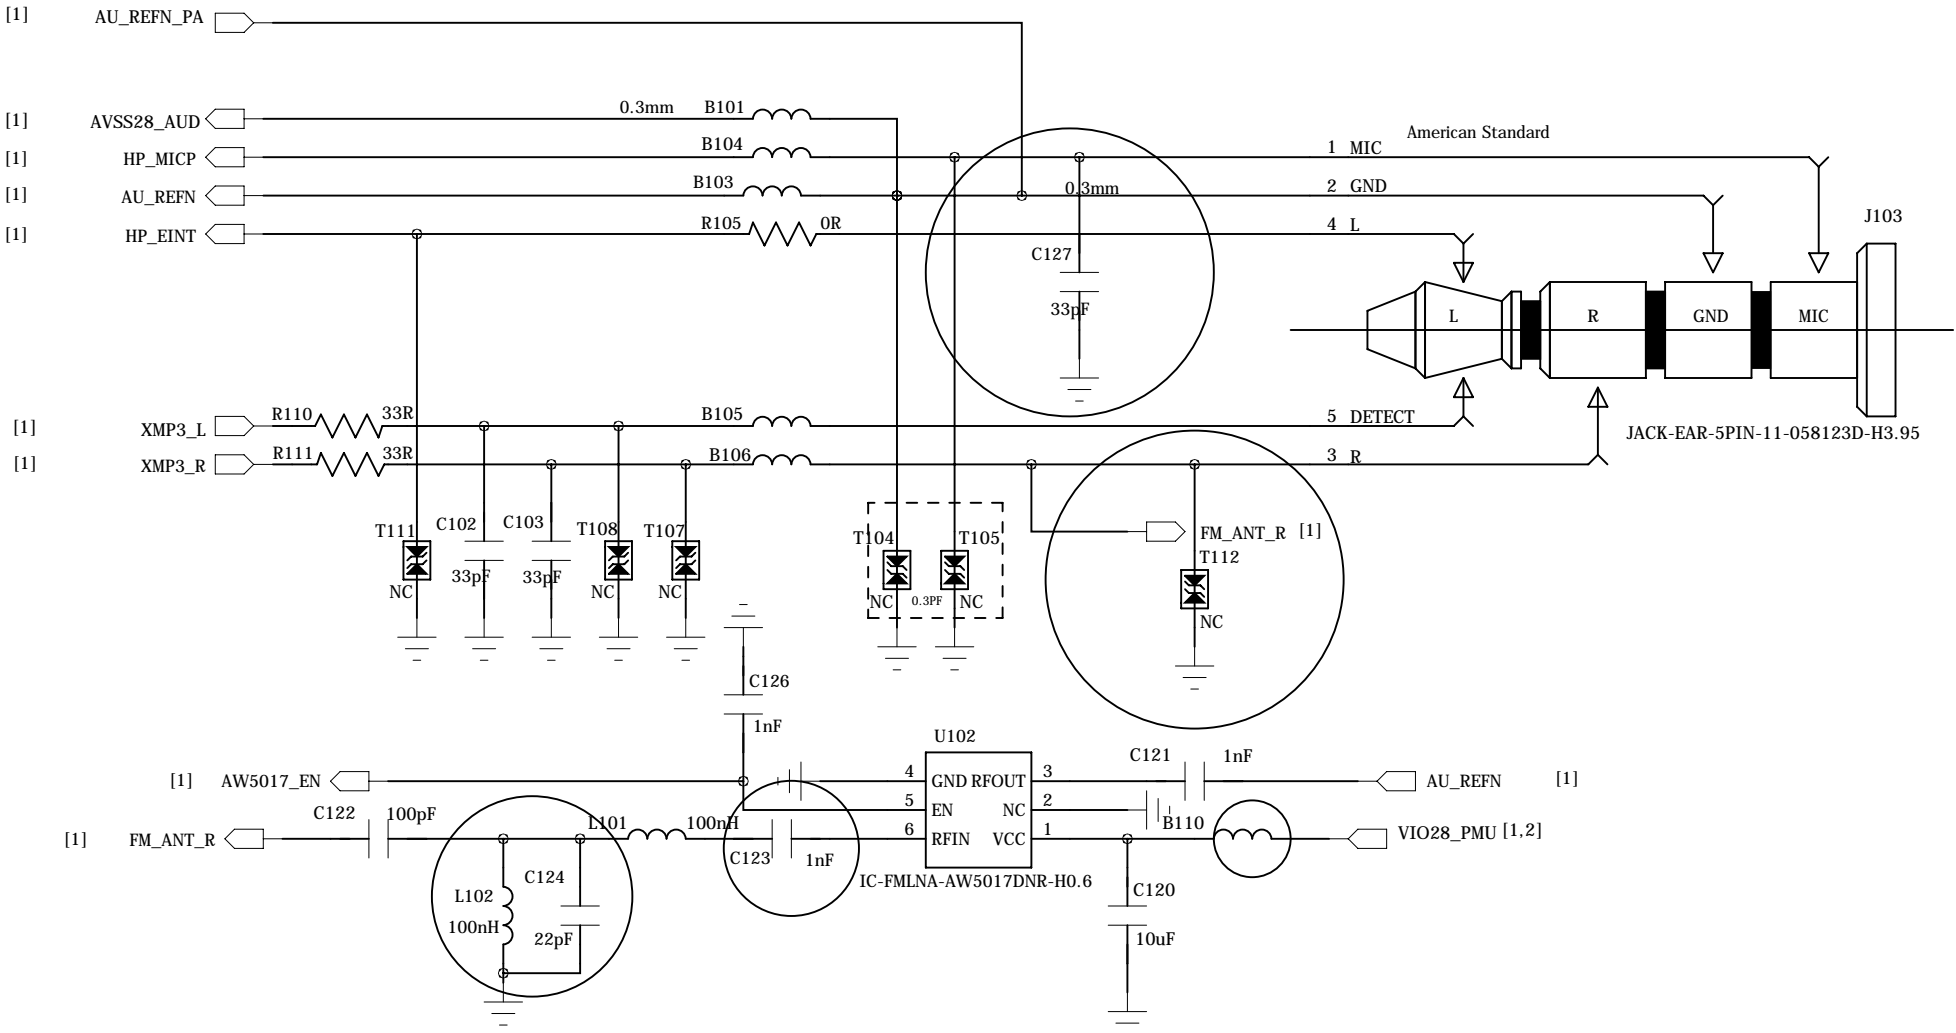 [1] AU_REFN_PA
[1] AVSS28_AUD 0.3mm B101
American Standard
[1] HP_MICP B104 1 MIC
[1] AU_REFN B103 0.3mm 2 GND
[1] HP_EINT R105 0R 4 L
J103
C127
33pF
L R GND MIC
[1] XMP3_L R110 33R B105 5 DETECT
JACK-EAR-5PIN-11-058123D-H3.95
[1] XMP3_R R111 33R B106 3 R
T111 C102 C103 T108 T107 T104 T105 FM_ANT_R [1]
T112
33pF 33pF
NC NC NC NC 0.3PF NC
NC
C126
1nF
U102
C121 1nF
[1] AW5017_EN 4 GND RFOUT 3 AU_REFN [1]
5 EN NC 2
C122 100pF L101 100nH B110
[1] FM_ANT_R 6 RFIN VCC 1 VIO28_PMU [1,2]
C123 1nF
IC-FMLNA-AW5017DNR-H0.6
C124 C120
L102
100nH 22pF 10uF